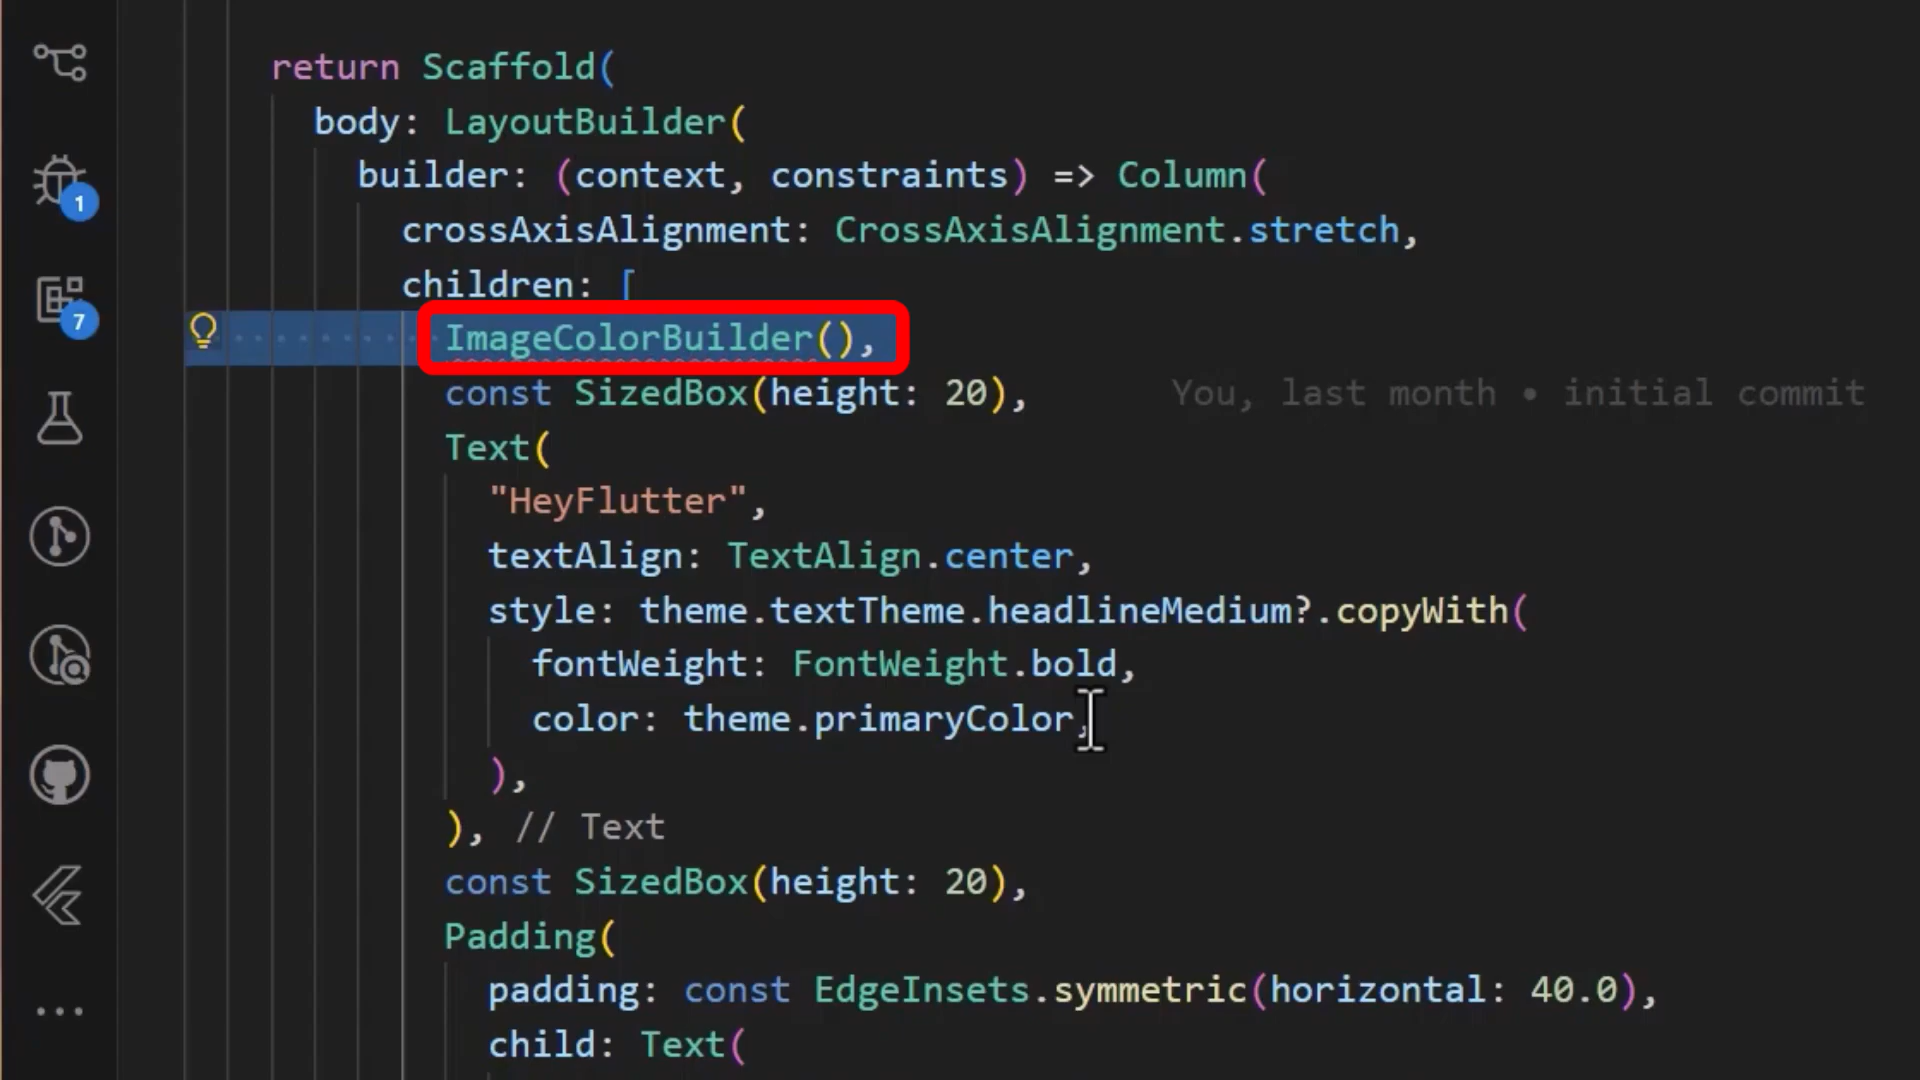 return Scaffold(
body: LayoutBuilder(
builder: (context, constraints) => Column(
crossAxisAlignment: CrossAxisAlignment.stretch,
children: [
ImageColorBuilder(),
const SizedBox(height: 20), You, last month • initial commit
Text(
"HeyFlutter",
textAlign: TextAlign.center,
style: theme.textTheme.headlineMedium?.copyWith(
fontWeight: FontWeight.bold,
color: theme.primaryColor,
),
), // Text
const SizedBox(height: 20),
Padding(
padding: const EdgeInsets.symmetric(horizontal: 40.0),
child: Text(
1
7